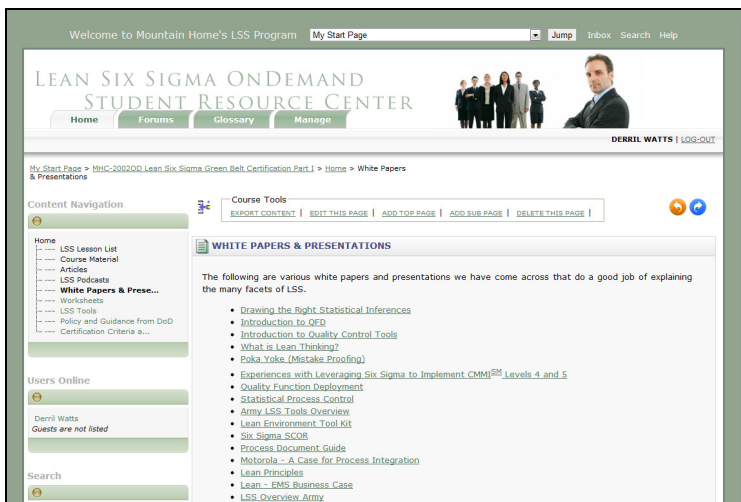 Welcome to Mountain Home's LSS Program My Start Page Jump Inbox Search Help
LEAN SIX SIGMA ONDEMAND
STUDENT RESOURCE CENTER
Home Forums Glossary Manage
DERRIL WATTS | LOG-OUT
My Start Page > MHC-2002OD Lean Six Sigma Green Belt Certification Part I > Home > White Papers
& Presentations
Content Navigation
Home
LSS Lesson List
Course Material
Articles
LSS Podcasts
White Papers & Prese...
Worksheets
LSS Tools
Policy and Guidance from DoD
Certification Criteria a...
Users Online
Derril Watts
Guests are not listed
Search
Course Tools
EXPORT CONTENT | EDIT THIS PAGE | ADD TOP PAGE | ADD SUB PAGE | DELETE THIS PAGE |
WHITE PAPERS & PRESENTATIONS
The following are various white papers and presentations we have come across that do a good job of explaining
the many facets of LSS.
• Drawing the Right Statistical Inferences
• Introduction to QFD
• Introduction to Quality Control Tools
• What is Lean Thinking?
• Poka Yoke (Mistake Proofing)
• Experiences with Leveraging Six Sigma to Implement CMMI℠ Levels 4 and 5
• Quality Function Deployment
• Statistical Process Control
• Army LSS Tools Overview
• Lean Environment Tool Kit
• Six Sigma SCOR
• Process Document Guide
• Motorola - A Case for Process Integration
• Lean Principles
• Lean - EMS Business Case
• LSS Overview Army